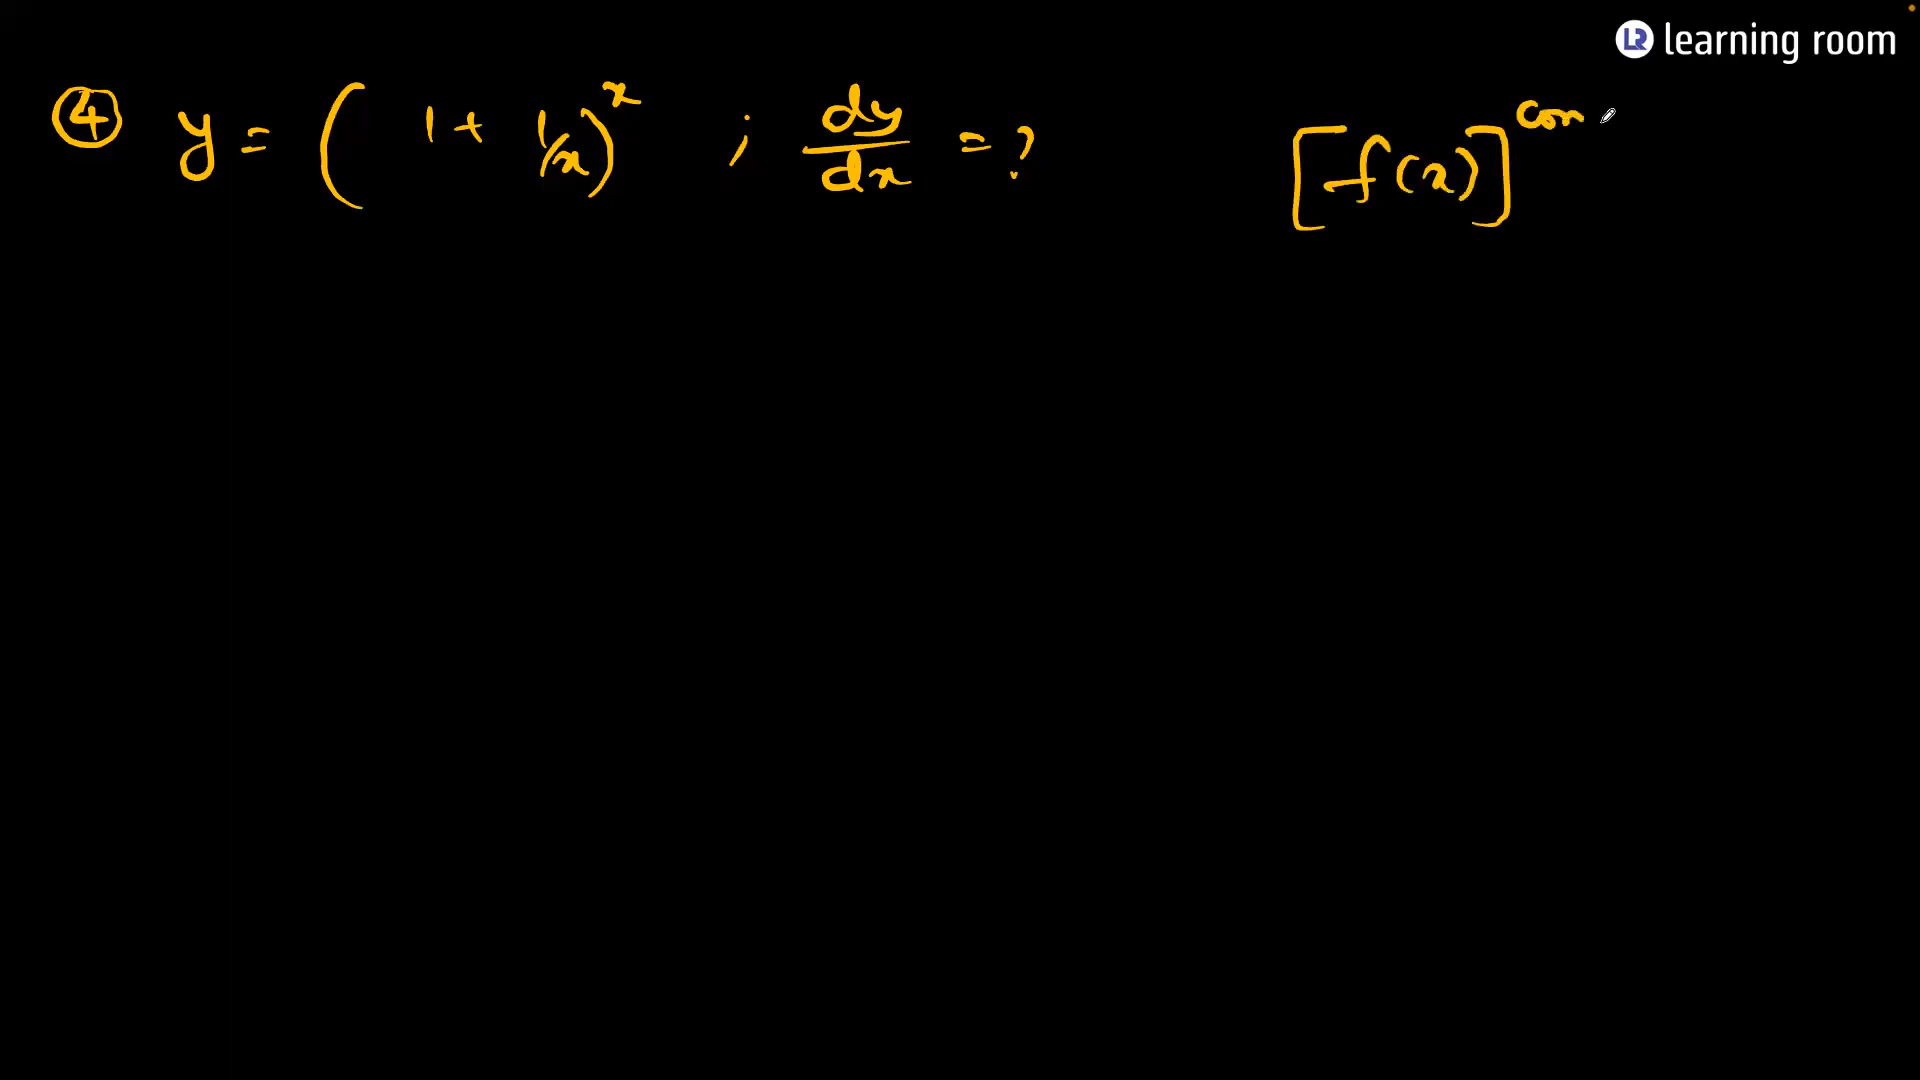 learning room
④ y = (1 + 1/x)^x ; dy/dx = ? [f(x)]^con